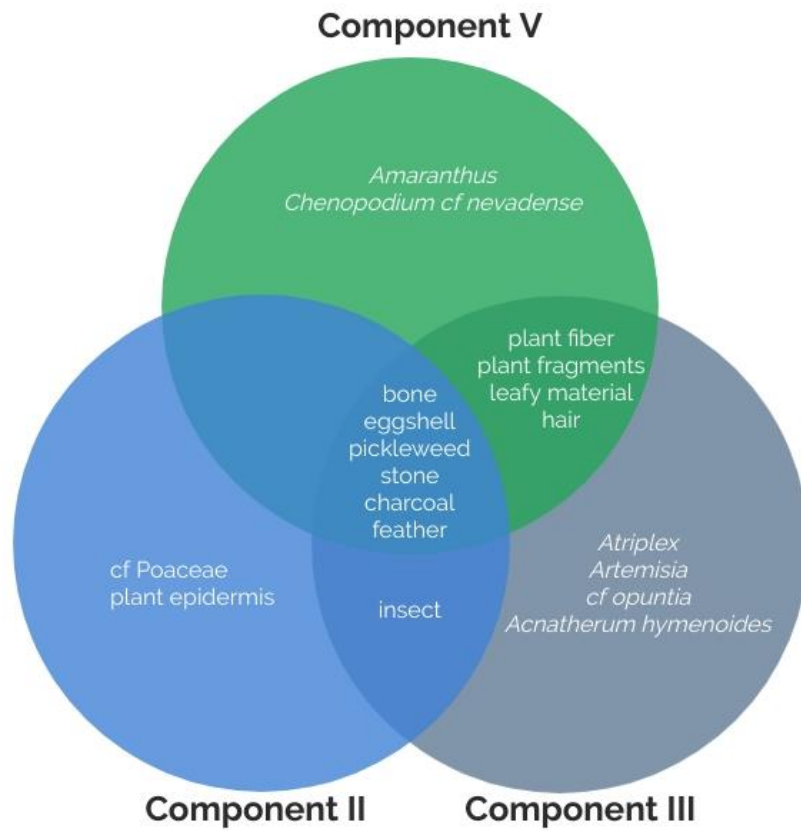 Component V
Amaranthus
Chenopodium cf nevadense
plant fiber
plant fragments
leafy material
hair
bone
eggshell
pickleweed
stone
charcoal
feather
cf Poaceae
plant epidermis
insect
Atriplex
Artemisia
cf opuntia
Acnatherum hymenoides
Component II
Component III